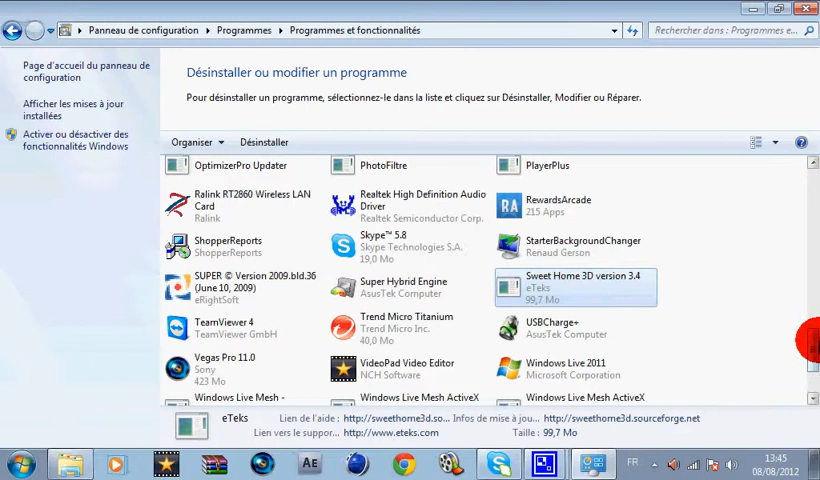 Panneau de configuration
Programmes
Programmes et fonctionnalités
Rechercher dans : Programmes e...
Page d'accueil du panneau de
configuration
Afficher les mises à jour
installées
Activer ou désactiver des
fonctionnalités Windows
Désinstaller ou modifier un programme
Pour désinstaller un programme, sélectionnez-le dans la liste et cliquez sur Désinstaller, Modifier ou Réparer.
Organiser
Désinstaller
OptimizerPro Updater
PhotoFiltre
PlayerPlus
Ralink RT2860 Wireless LAN
Card
Ralink
Realtek High Definition Audio
Driver
Realtek Semiconductor Corp.
RewardsArcade
215 Apps
ShopperReports
ShopperReports
Skype™ 5.8
Skype Technologies S.A.
19,0 Mo
StarterBackgroundChanger
Renaud Gerson
SUPER © Version 2009.bld.36
(June 10, 2009)
eRightSoft
Super Hybrid Engine
AsusTek Computer
Sweet Home 3D version 3.4
eTeks
99,7 Mo
TeamViewer 4
TeamViewer GmbH
Trend Micro Titanium
Trend Micro Inc.
40,0 Mo
USBCharge+
AsusTek Computer
Vegas Pro 11.0
Sony
423 Mo
VideoPad Video Editor
NCH Software
Windows Live 2011
Microsoft Corporation
Windows Live Mesh -
Windows Live Mesh ActiveX
Windows Live Mesh ActiveX
eTeks
Lien de l'aide : http://sweethome3d.so...
Infos de mise à jou... http://sweethome3d.sourceforge.net
Lien vers le suppor... http://www.eteks.com
Taille : 99,7 Mo
Ae
FR
13:45
08/08/2012